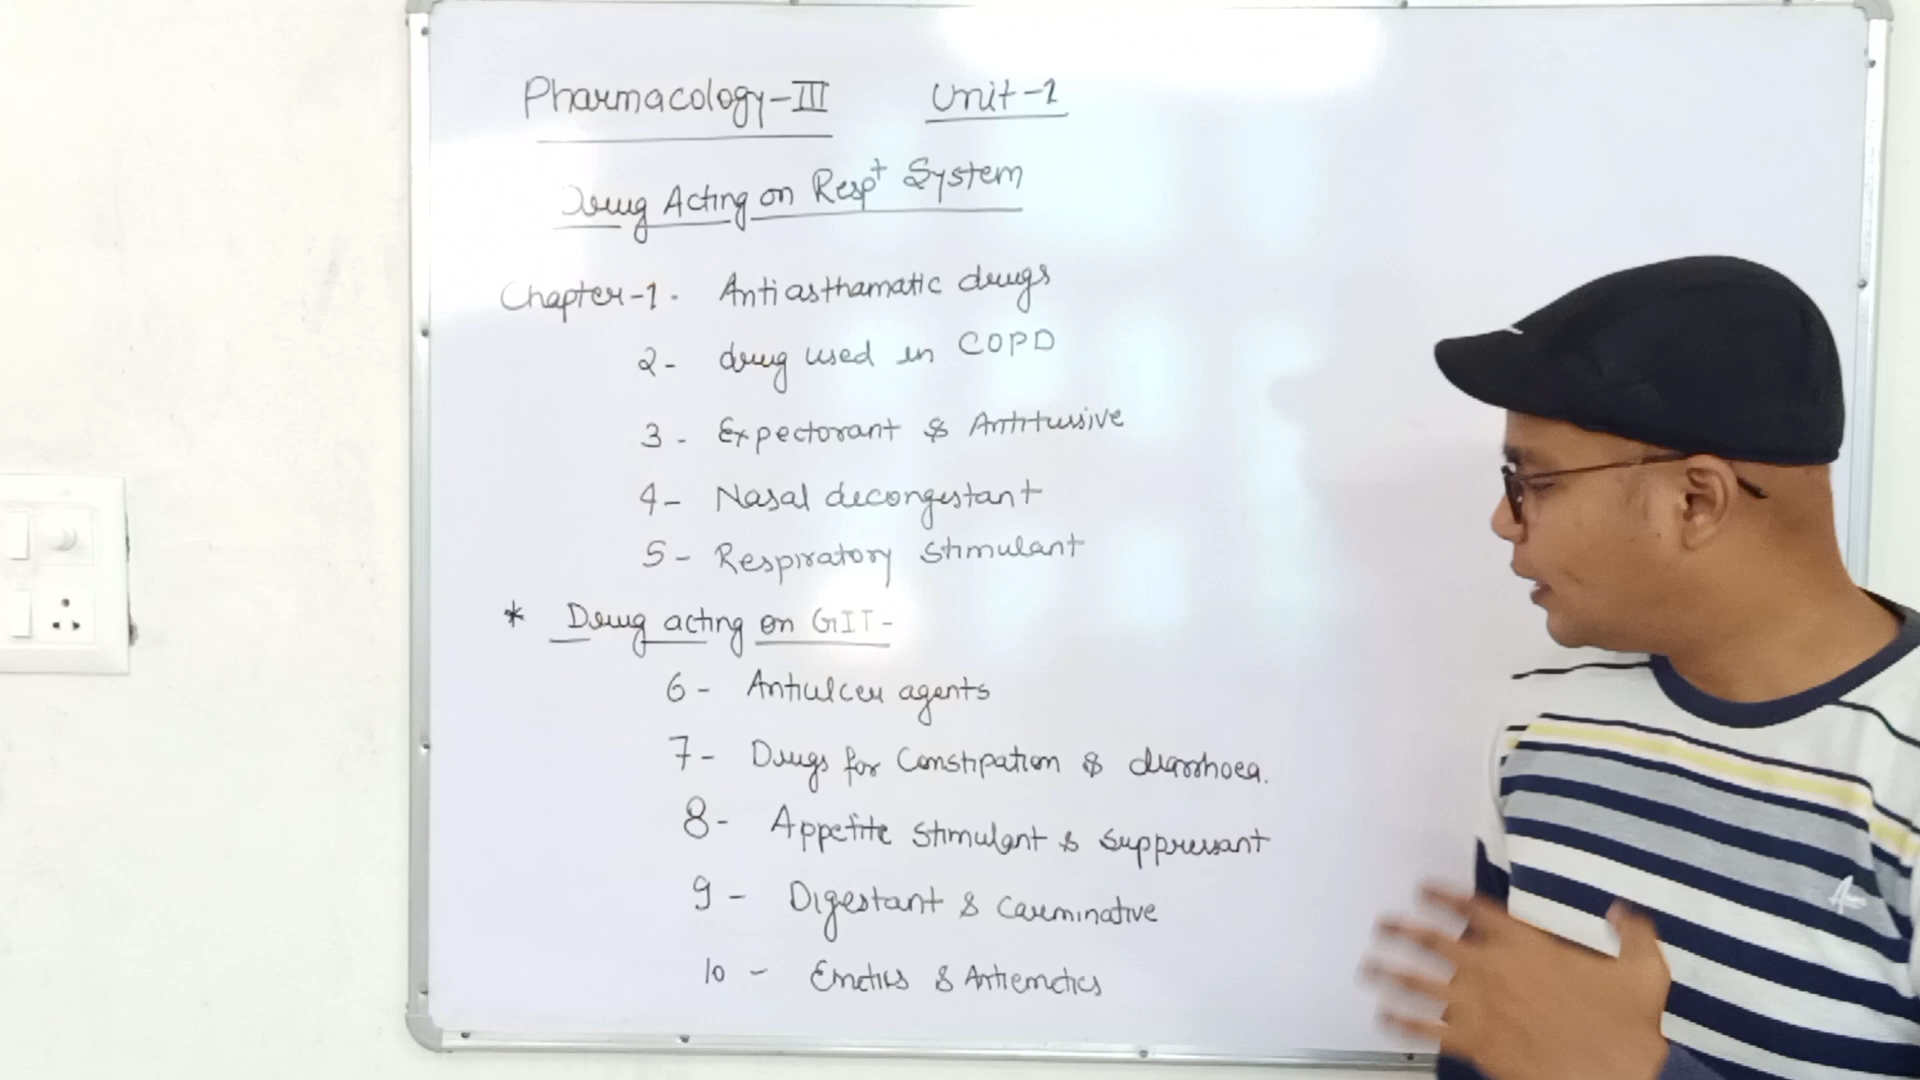 Pharmacology-III Unit-1
Drug Acting on Resp^t System
Chapter-1. Antiasthamatic drugs
2- drug used in COPD
3- Expectorant & Antitussive
4- Nasal decongestant
5- Respiratory Stimulant
* Drug acting on GIT-
6- Antiulcer agents
7- Drugs for Constipation & diarrhoea.
8- Appetite Stimulant & Suppressant
9- Digestant & Carminative
10- Emetics & Antiemetics